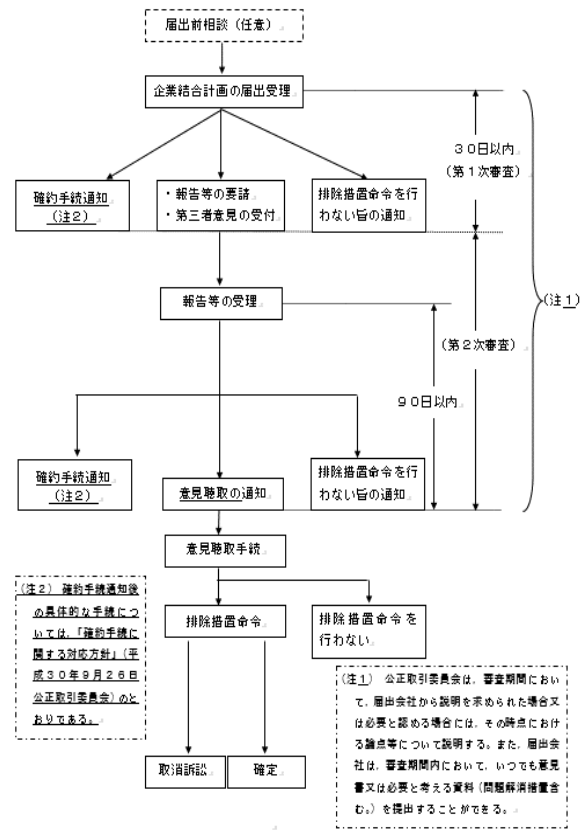 届出前相談（任意）
企業結合計画の届出受理
３０日以内
（第１次審査）
確約手続通知
（注２）
・報告等の要請
・第三者意見の受付
排除措置命令を行
わない旨の通知
報告等の受理
（注１）
（第２次審査）
９０日以内
確約手続通知
（注２）
意見聴取の通知
排除措置命令を行
わない旨の通知
意見聴取手続
（注２） 確約手続通知後
の具体的な手続につ
いては、「確約手続に
関する対応方針」（平
成３０年９月２６日
公正取引委員会）のと
おりである。
排除措置命令
排除措置命令を
行わない
（注１） 公正取引委員会は、審査期間におい
て、届出会社から説明を求められた場合又
は必要と認める場合には、その時点におけ
る論点等について説明する。また、届出会
社は、審査期間内において、いつでも意見
書又は必要と考える資料（問題解消措置含
む。）を提出することができる。
取消訴訟
確定